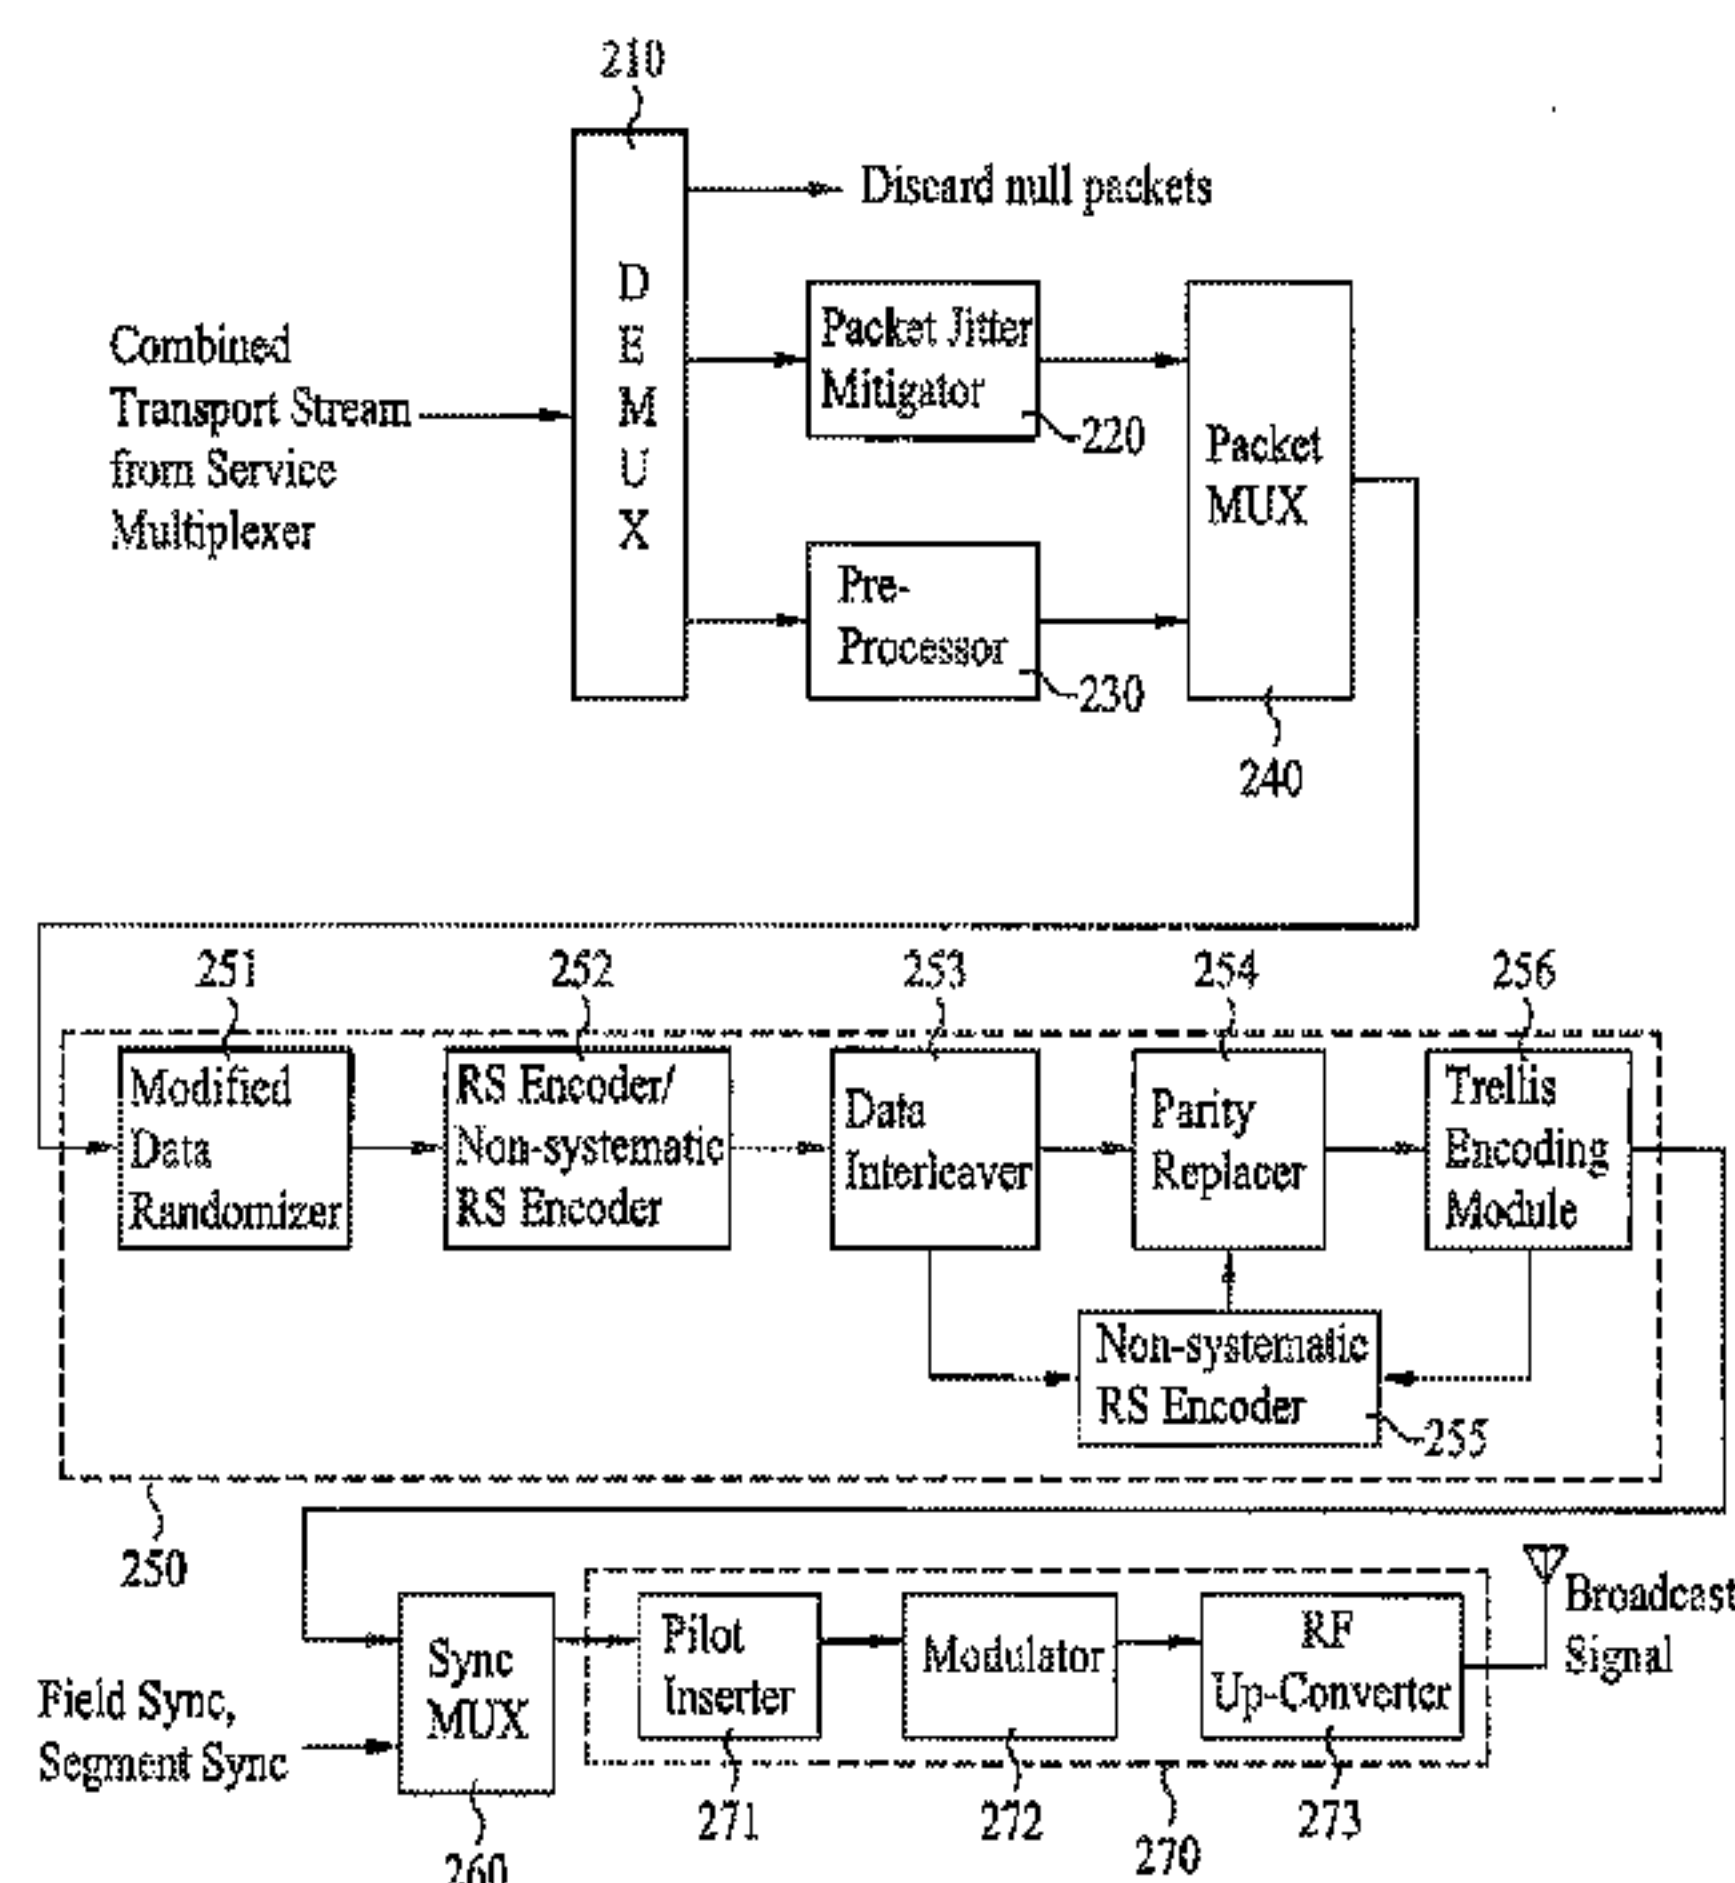 210
Discard null packets
D
E
M
U
X
Combined
Transport Stream
from Service
Multiplexer
Packet Jitter
Mitigator
220
Packet
MUX
Pre-
Processor
230
240
251
252
253
254
256
Modified
Data
Randomizer
RS Encoder/
Non-systematic
RS Encoder
Data
Interleaver
Parity
Replacer
Trellis
Encoding
Module
Non-systematic
RS Encoder
255
250
Broadcast
Signal
Sync
MUX
Pilot
Inserter
Modulator
RF
Up-Converter
Field Sync,
Segment Sync
271
272
273
270
260